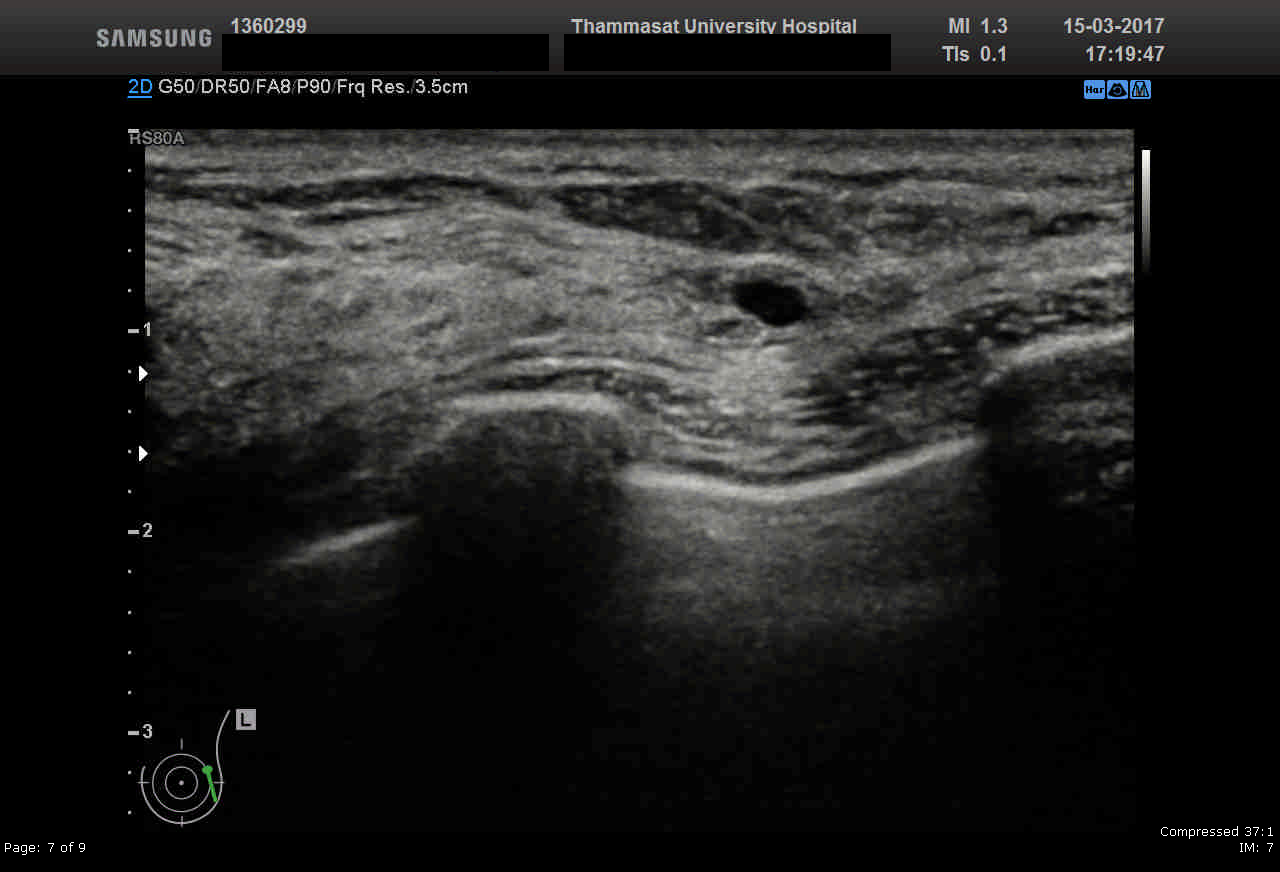 SAMSUNG
1360299
Thammasat University Hospital
MI 1.3
15-03-2017
TIs 0.1
17:19:47
2D G50/DR50/FA8/P90/Frq Res./3.5cm
Har
RS80A
1
2
3
L
Compressed 37:1
Page: 7 of 9
IM: 7